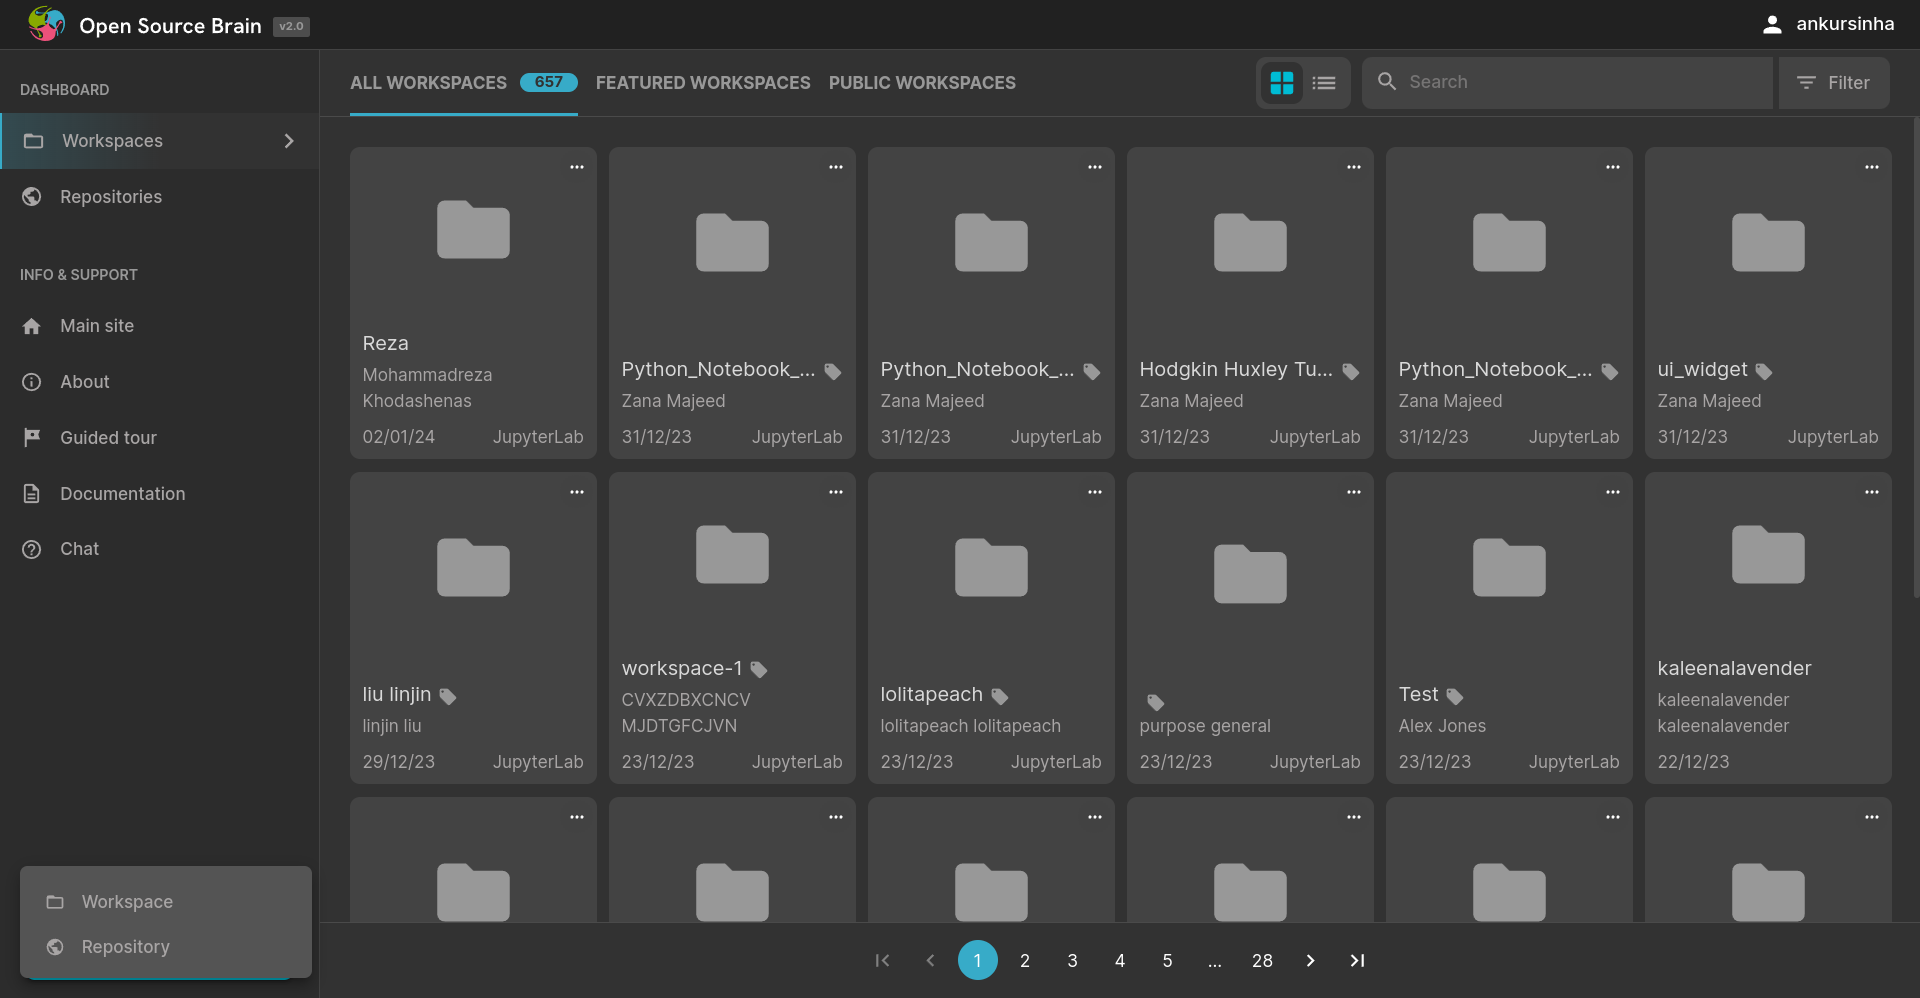 Open Source Brain v2.0
ankursinha
DASHBOARD
Workspaces
Repositories
INFO & SUPPORT
Main site
About
Guided tour
Documentation
Chat
Workspace
Repository
ALL WORKSPACES 657 FEATURED WORKSPACES PUBLIC WORKSPACES
Search
Filter
Reza
Mohammadreza
Khodashenas
02/01/24 JupyterLab
Python_Notebook_...
Zana Majeed
31/12/23 JupyterLab
Python_Notebook_...
Zana Majeed
31/12/23 JupyterLab
Hodgkin Huxley Tu...
Zana Majeed
31/12/23 JupyterLab
Python_Notebook_...
Zana Majeed
31/12/23 JupyterLab
ui_widget
Zana Majeed
31/12/23 JupyterLab
liu linjin
linjin liu
29/12/23 JupyterLab
workspace-1
CVXZDBXCNCV
MJDTGFCJVN
23/12/23 JupyterLab
lolitapeach
lolitapeach lolitapeach
23/12/23 JupyterLab
purpose general
23/12/23 JupyterLab
Test
Alex Jones
23/12/23 JupyterLab
kaleenalavender
kaleenalavender
kaleenalavender
22/12/23
1 2 3 4 5 ... 28